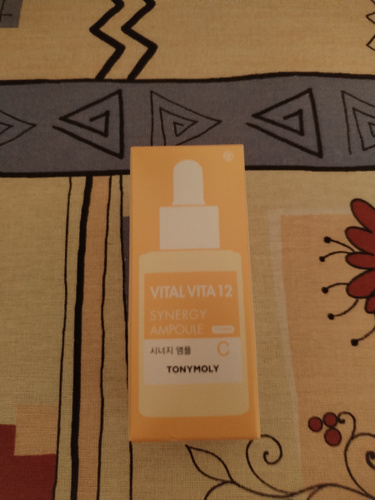 VITAL VITA 12
SYNERGY
AMPOULE
시너지 앰플 C
TONYMOLY